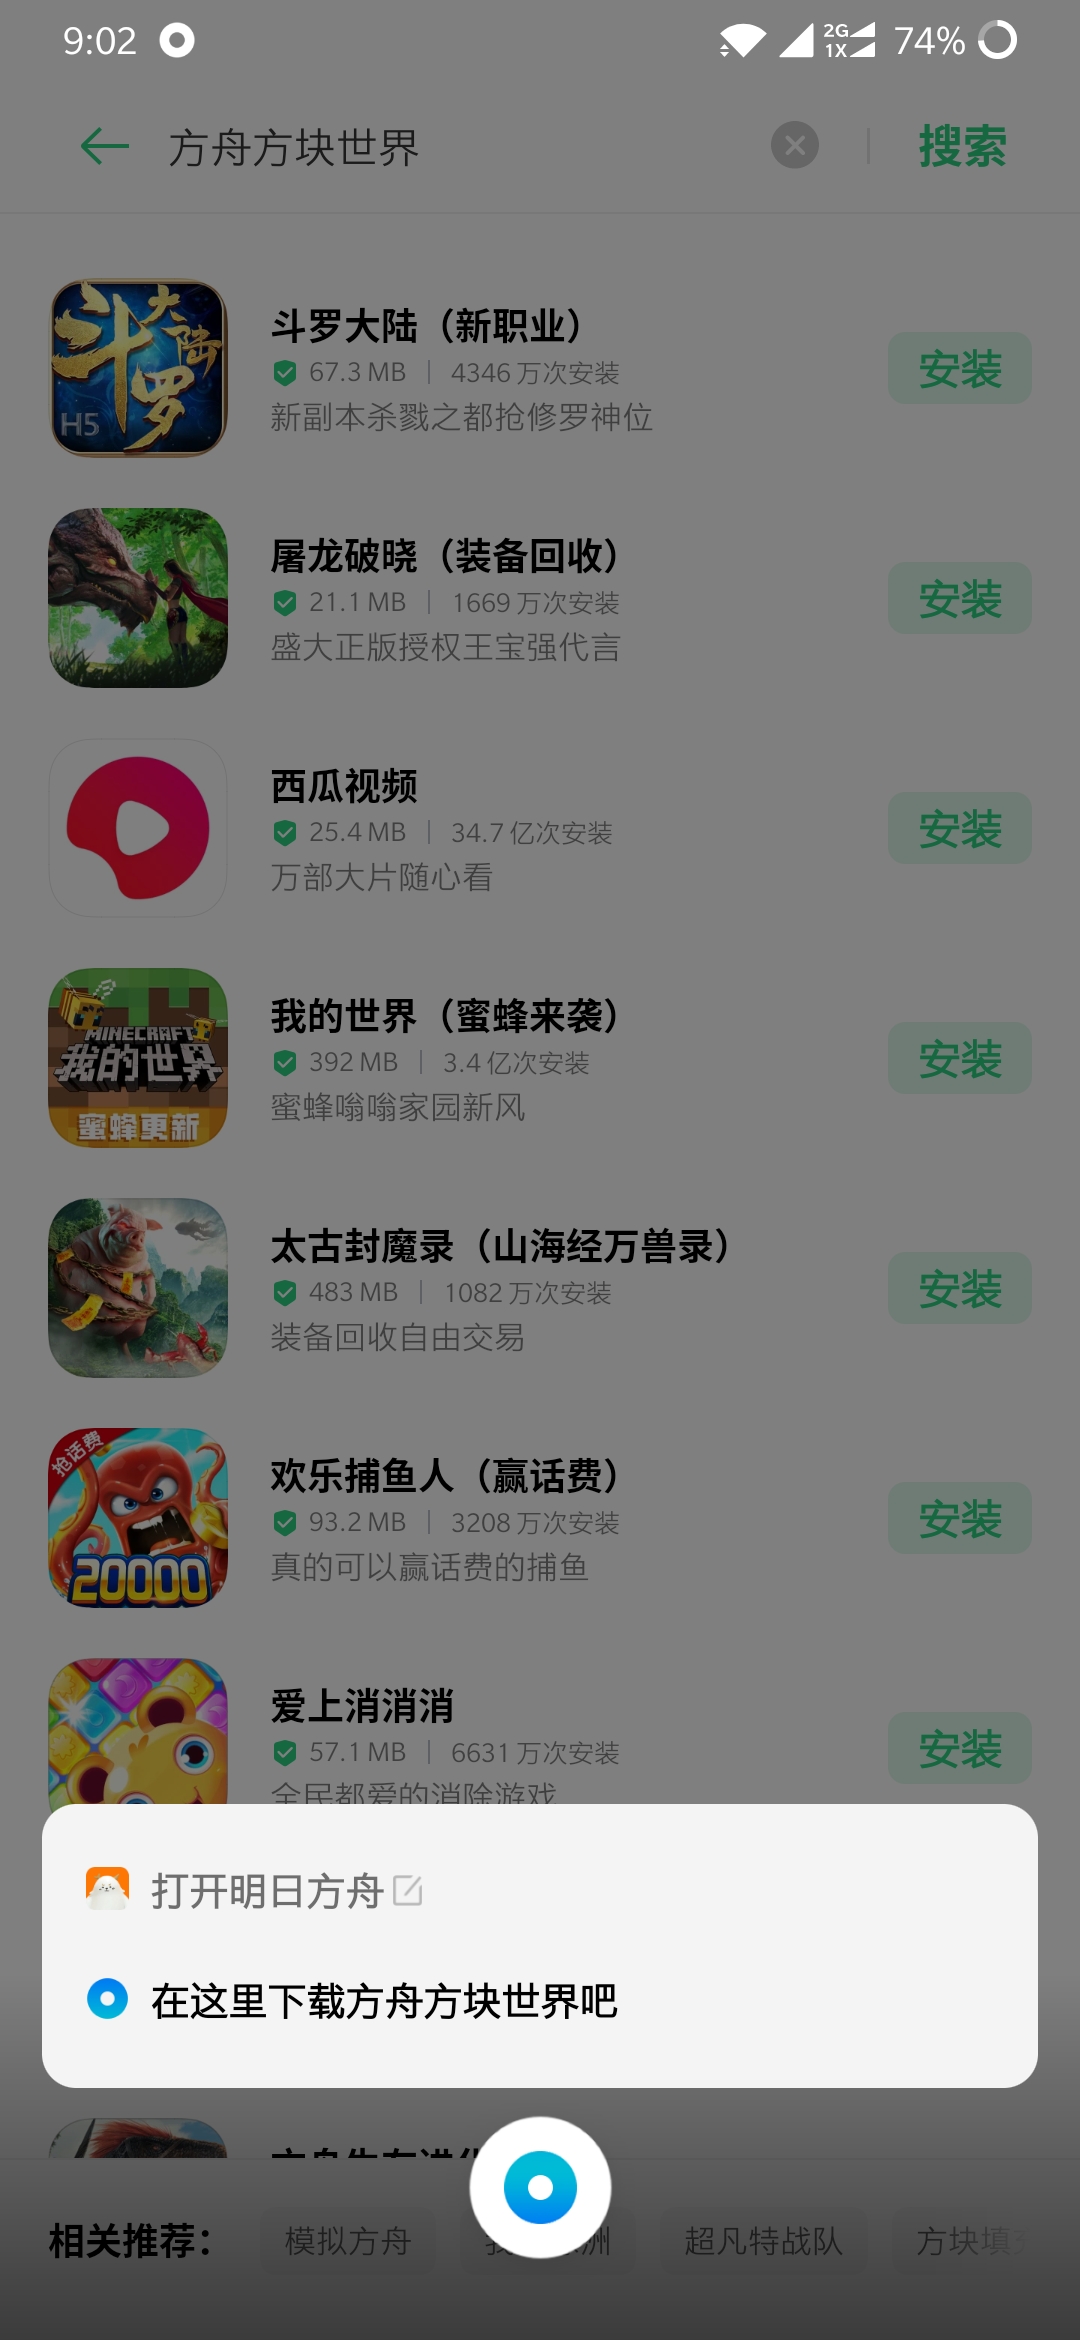 9:02
2G
1X
74%
方舟方块世界
搜索
斗罗大陆
H5
斗罗大陆（新职业）
67.3 MB
4346 万次安装
新副本杀戮之都抢修罗神位
安装
屠龙破晓（装备回收）
21.1 MB
1669 万次安装
盛大正版授权王宝强代言
安装
西瓜视频
25.4 MB
34.7 亿次安装
万部大片随心看
安装
MINECRAFT
我的世界
蜜蜂更新
我的世界（蜜蜂来袭）
392 MB
3.4 亿次安装
蜜蜂嗡嗡家园新风
安装
太古封魔录（山海经万兽录）
483 MB
1082 万次安装
装备回收自由交易
安装
抢话费
20000
欢乐捕鱼人（赢话费）
93.2 MB
3208 万次安装
真的可以赢话费的捕鱼
安装
爱上消消消
57.1 MB
6631 万次安装
全民都爱的消除游戏
安装
打开明日方舟
在这里下载方舟方块世界吧
相关推荐：
模拟方舟
洲
超凡特战队
方块填